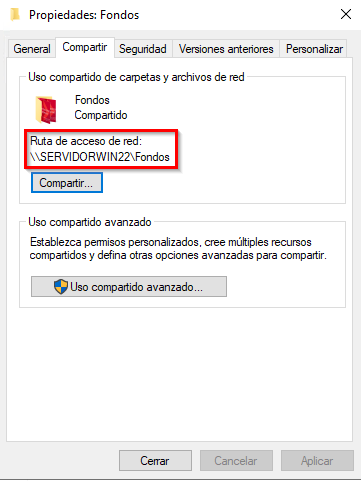 Propiedades: Fondos
General
Compartir
Seguridad
Versiones anteriores
Personalizar
Uso compartido de carpetas y archivos de red
Fondos
Compartido
Ruta de acceso de red:
\\SERVIDORWIN22\Fondos
Compartir...
Uso compartido avanzado
Establezca permisos personalizados, cree múltiples recursos
compartidos y defina otras opciones avanzadas para compartir.
Uso compartido avanzado...
Cerrar
Cancelar
Aplicar